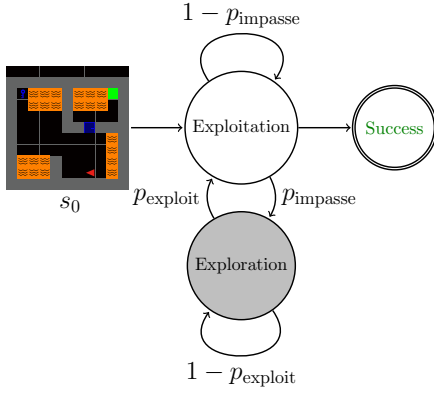 1 − p_impasse
Exploitation
Success
s_0
p_exploit
p_impasse
Exploration
1 − p_exploit